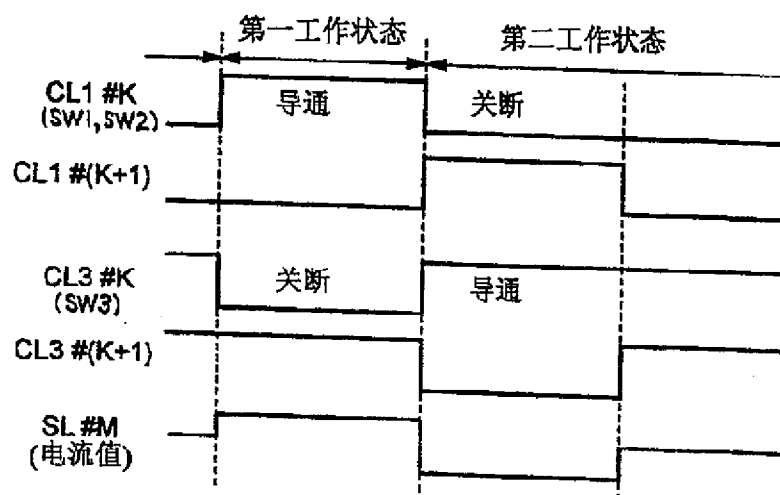 第一工作状态
第二工作状态
CL1 #K
导通
关断
(SW1,SW2)
CL1 #(K+1)
CL3 #K
关断
导通
(SW3)
CL3 #(K+1)
SL #M
(电流值)